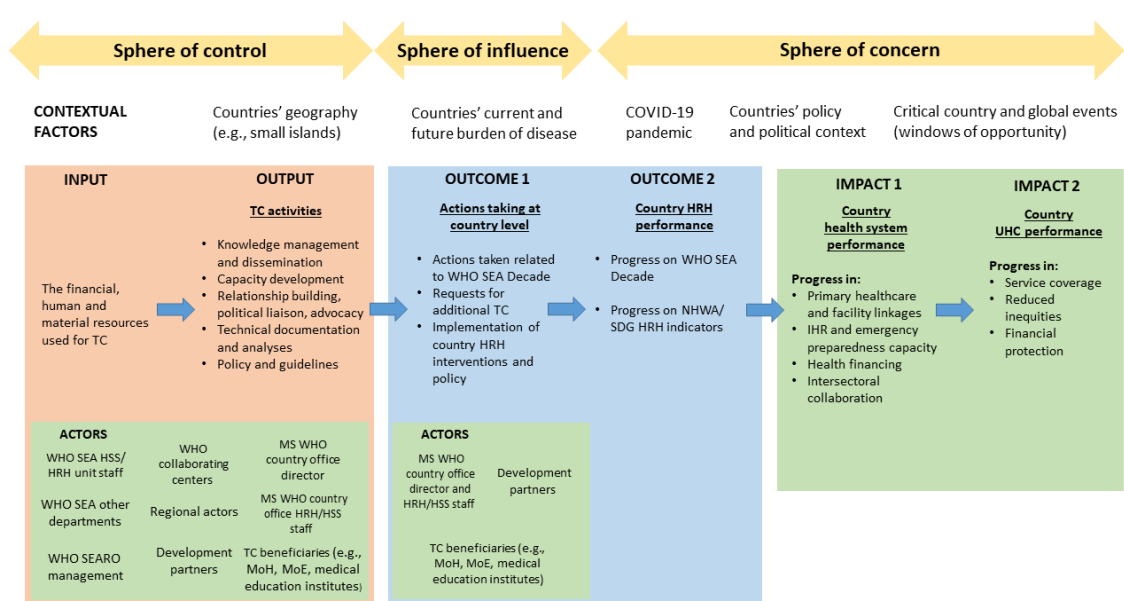 Sphere of control
Sphere of influence
Sphere of concern
CONTEXTUAL
FACTORS
Countries' geography
(e.g., small islands)
Countries' current and
future burden of disease
COVID-19
pandemic
Countries' policy
and political context
Critical country and global events
(windows of opportunity)
INPUT
The financial,
human and
material resources
used for TC
OUTPUT
TC activities
• Knowledge management
and dissemination
• Capacity development
• Relationship building,
political liaison, advocacy
• Technical documentation
and analyses
• Policy and guidelines
ACTORS
WHO SEA HSS/
HRH unit staff
WHO
collaborating
centers
MS WHO
country office
director
WHO SEA other
departments
Regional actors
MS WHO country
office HRH/HSS
staff
WHO SEARO
management
Development
partners
TC beneficiaries (e.g.,
MoH, MoE, medical
education institutes)
OUTCOME 1
Actions taking at
country level
• Actions taken related
to WHO SEA Decade
• Requests for
additional TC
• Implementation of
country HRH
interventions and
policy
ACTORS
MS WHO
country office
director and
HRH/HSS staff
Development
partners
TC beneficiaries (e.g.,
MoH, MoE, medical
education institutes)
OUTCOME 2
Country HRH
performance
• Progress on WHO SEA
Decade
• Progress on NHWA/
SDG HRH indicators
IMPACT 1
Country
health system
performance
Progress in:
• Primary healthcare
and facility linkages
• IHR and emergency
preparedness capacity
• Health financing
• Intersectoral
collaboration
IMPACT 2
Country
UHC performance
Progress in:
• Service coverage
• Reduced
inequities
• Financial
protection